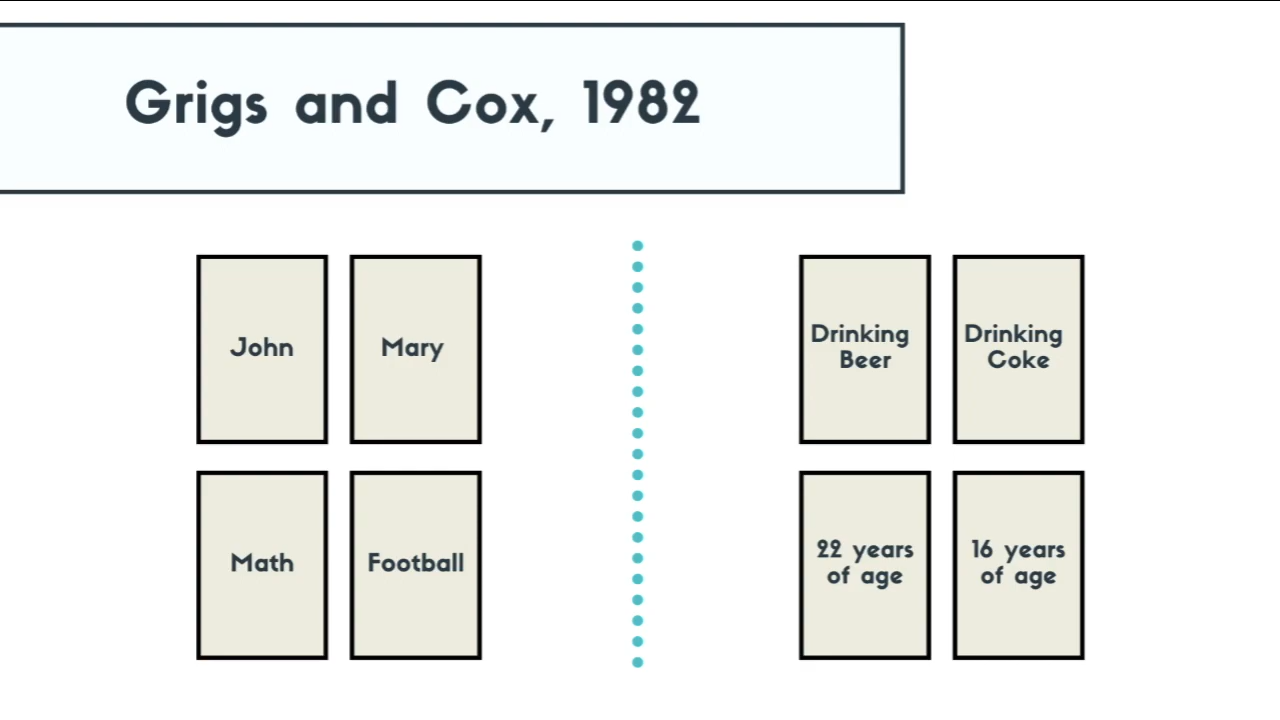 Grigs and Cox, 1982
John
Mary
Math
Football
Drinking
Beer
Drinking
Coke
22 years
of age
16 years
of age